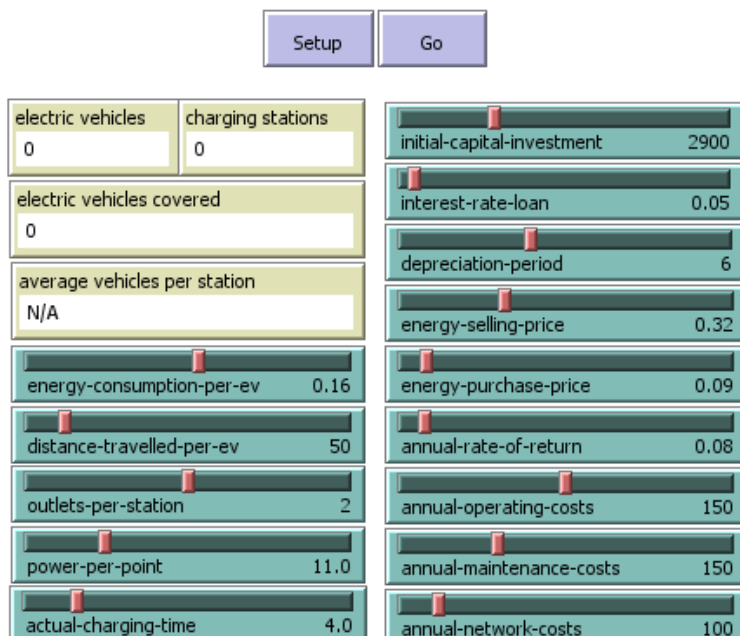 Setup Go
electric vehicles
0
charging stations
0
electric vehicles covered
0
average vehicles per station
N/A
energy-consumption-per-ev 0.16
distance-travelled-per-ev 50
outlets-per-station 2
power-per-point 11.0
actual-charging-time 4.0
initial-capital-investment 2900
interest-rate-loan 0.05
depreciation-period 6
energy-selling-price 0.32
energy-purchase-price 0.09
annual-rate-of-return 0.08
annual-operating-costs 150
annual-maintenance-costs 150
annual-network-costs 100